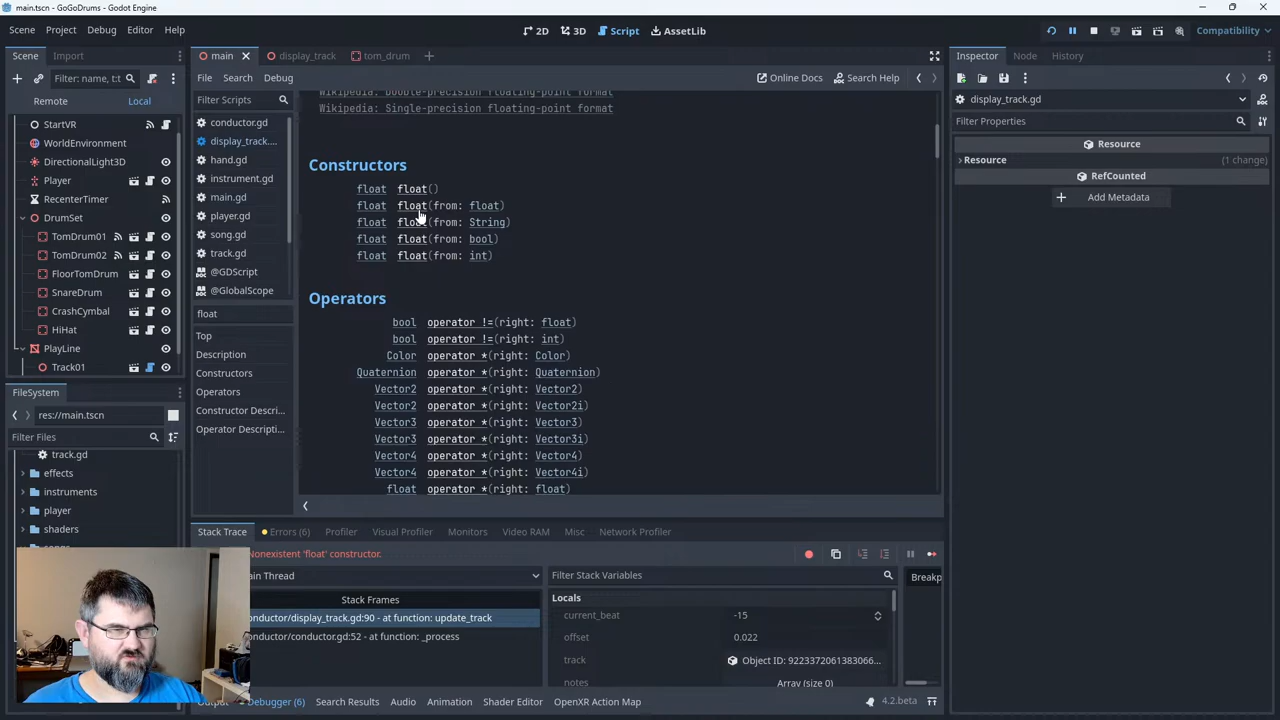 main.tscn - GoGoDrums - Godot Engine
Scene Project Debug Editor Help
2D 3D Script AssetLib
Compatibility
Scene Import
Filter: name, t:t
Remote Local
StartVR
WorldEnvironment
DirectionalLight3D
Player
RecenterTimer
DrumSet
TomDrum01
TomDrum02
FloorTomDrum
SnareDrum
CrashCymbal
HiHat
PlayLine
Track01
FileSystem
res://main.tscn
Filter Files
track.gd
effects
instruments
player
shaders
main display_track tom_drum
File Search Debug
Online Docs Search Help
Filter Scripts
conductor.gd
display_track....
hand.gd
instrument.gd
main.gd
player.gd
song.gd
track.gd
@GDScript
@GlobalScope
float
Top
Description
Constructors
Operators
Constructor Descri...
Operator Descripti...
Wikipedia: Double-precision floating-point format
Wikipedia: Single-precision floating-point format
Constructors
float float()
float float(from: float)
float float(from: String)
float float(from: bool)
float float(from: int)
Operators
bool operator !=(right: float)
bool operator !=(right: int)
Color operator *(right: Color)
Quaternion operator *(right: Quaternion)
Vector2 operator *(right: Vector2)
Vector2 operator *(right: Vector2i)
Vector3 operator *(right: Vector3)
Vector3 operator *(right: Vector3i)
Vector4 operator *(right: Vector4)
Vector4 operator *(right: Vector4i)
float operator *(right: float)
Stack Trace Errors (6) Profiler Visual Profiler Monitors Video RAM Misc Network Profiler
Nonexistent 'float' constructor.
ain Thread
Stack Frames
onductor/display_track.gd:90 - at function: update_track
onductor/conductor.gd:52 - at function: _process
Filter Stack Variables
Locals
current_beat -15
offset 0.022
track Object ID: 9223372061383066...
notes Array (size 0)
Breakp
Output Debugger (6) Search Results Audio Animation Shader Editor OpenXR Action Map
4.2.beta
Inspector Node History
display_track.gd
Filter Properties
Resource
Resource (1 change)
RefCounted
Add Metadata